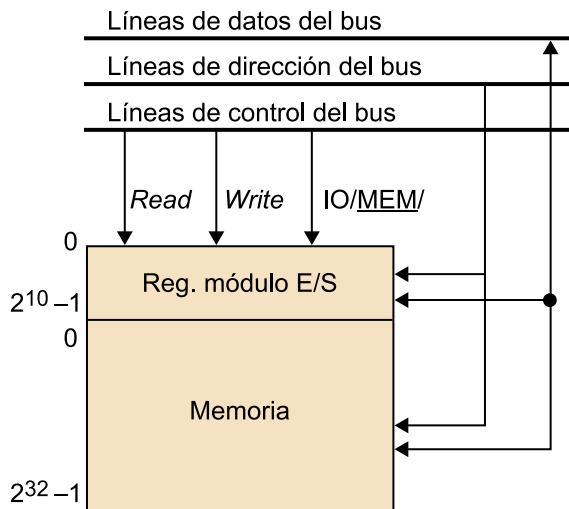 Líneas de datos del bus
Líneas de dirección del bus
Líneas de control del bus
Read Write IO/MEM/
0
Reg. módulo E/S
2¹⁰ –1
0
Memoria
2³² –1